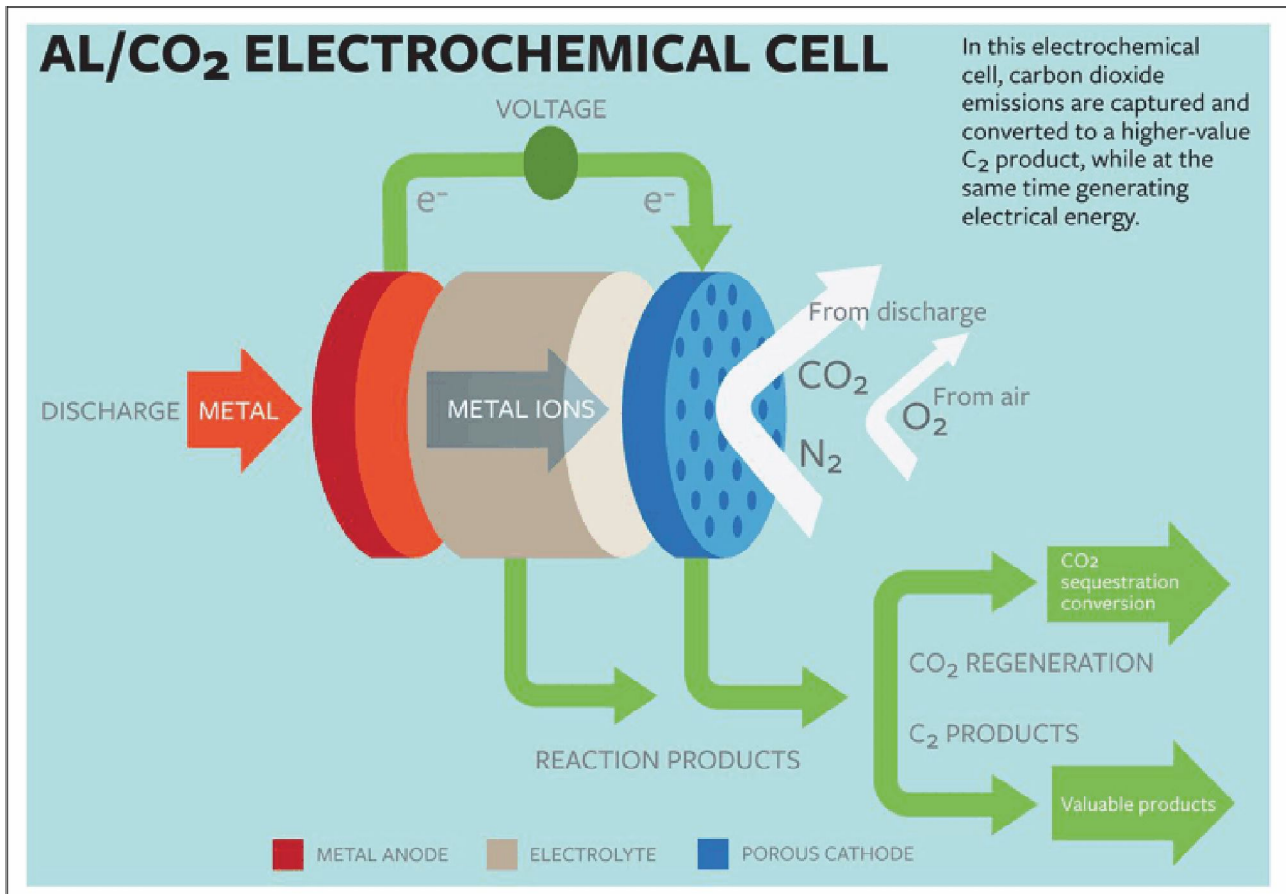 AL/CO₂ ELECTROCHEMICAL CELL
In this electrochemical
cell, carbon dioxide
emissions are captured and
converted to a higher-value
C₂ product, while at the
same time generating
electrical energy.
VOLTAGE
e⁻
e⁻
From discharge
CO₂
From air
O₂
DISCHARGE
METAL
METAL IONS
N₂
CO₂
sequestration
conversion
CO₂ REGENERATION
C₂ PRODUCTS
REACTION PRODUCTS
Valuable products
METAL ANODE
ELECTROLYTE
POROUS CATHODE